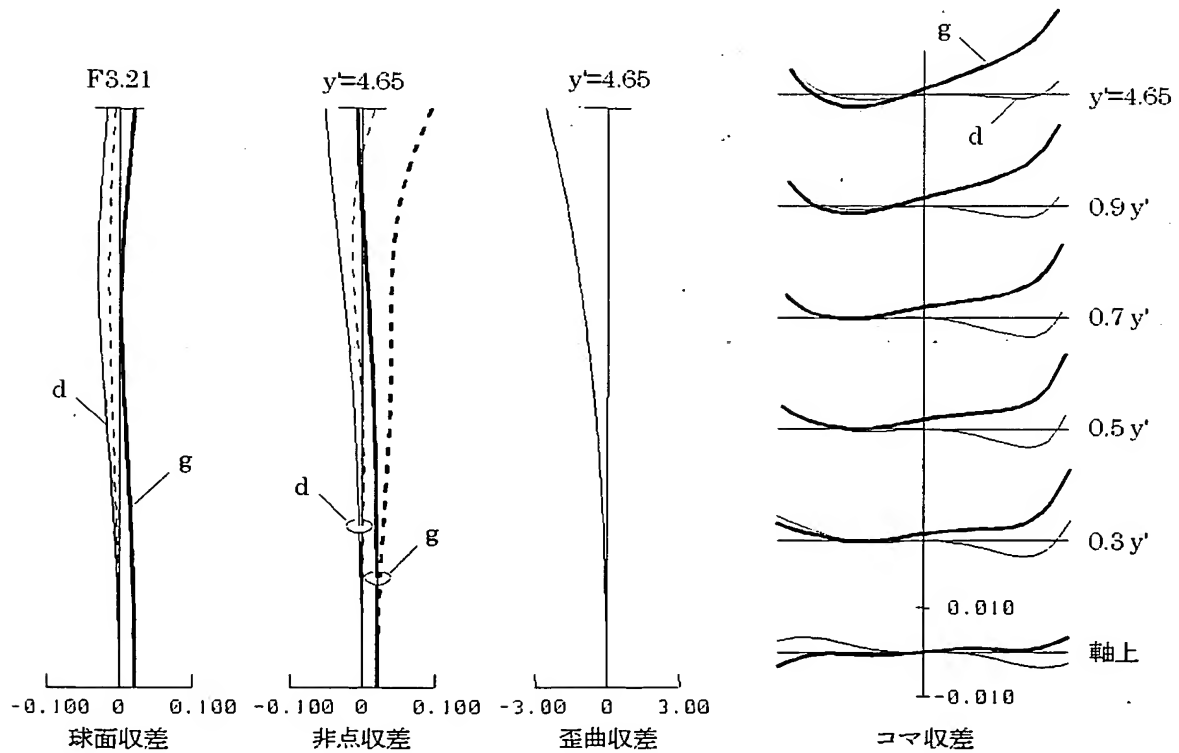 F3.21
d
g
-0.100 0 0.100
球面収差
y'=4.65
d
g
-0.100 0 0.100
非点収差
y'=4.65
-3.00 0 3.00
歪曲収差
g
y'=4.65
d
0.9 y'
0.7 y'
0.5 y'
0.3 y'
0.010
軸上
-0.010
コマ収差